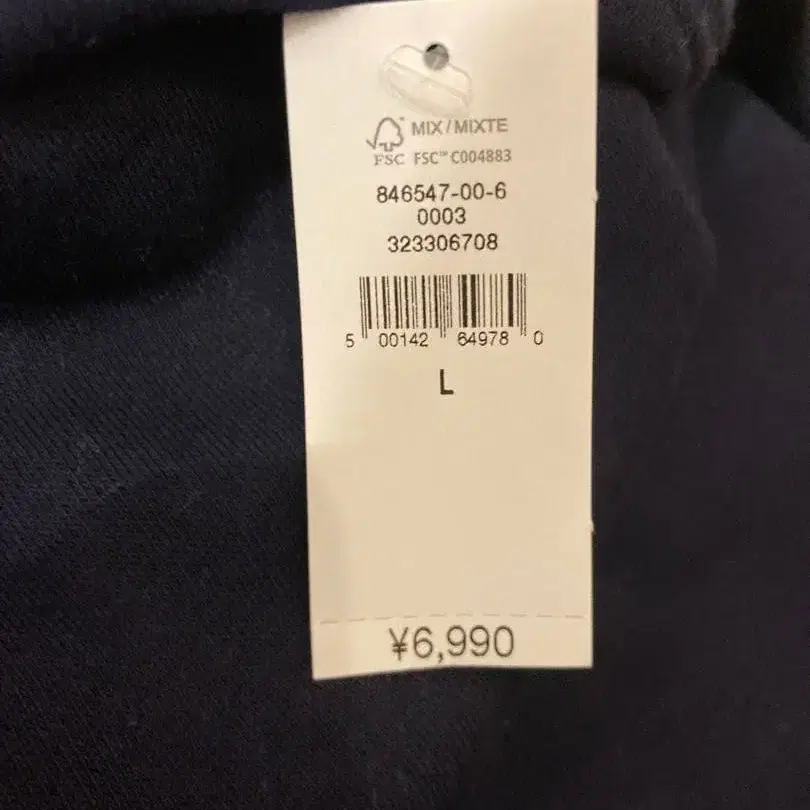 MIX/MIXTE
FSC FSC™ C004883
846547-00-6
0003
323306708
5 00142 64978 0
L
¥6,990